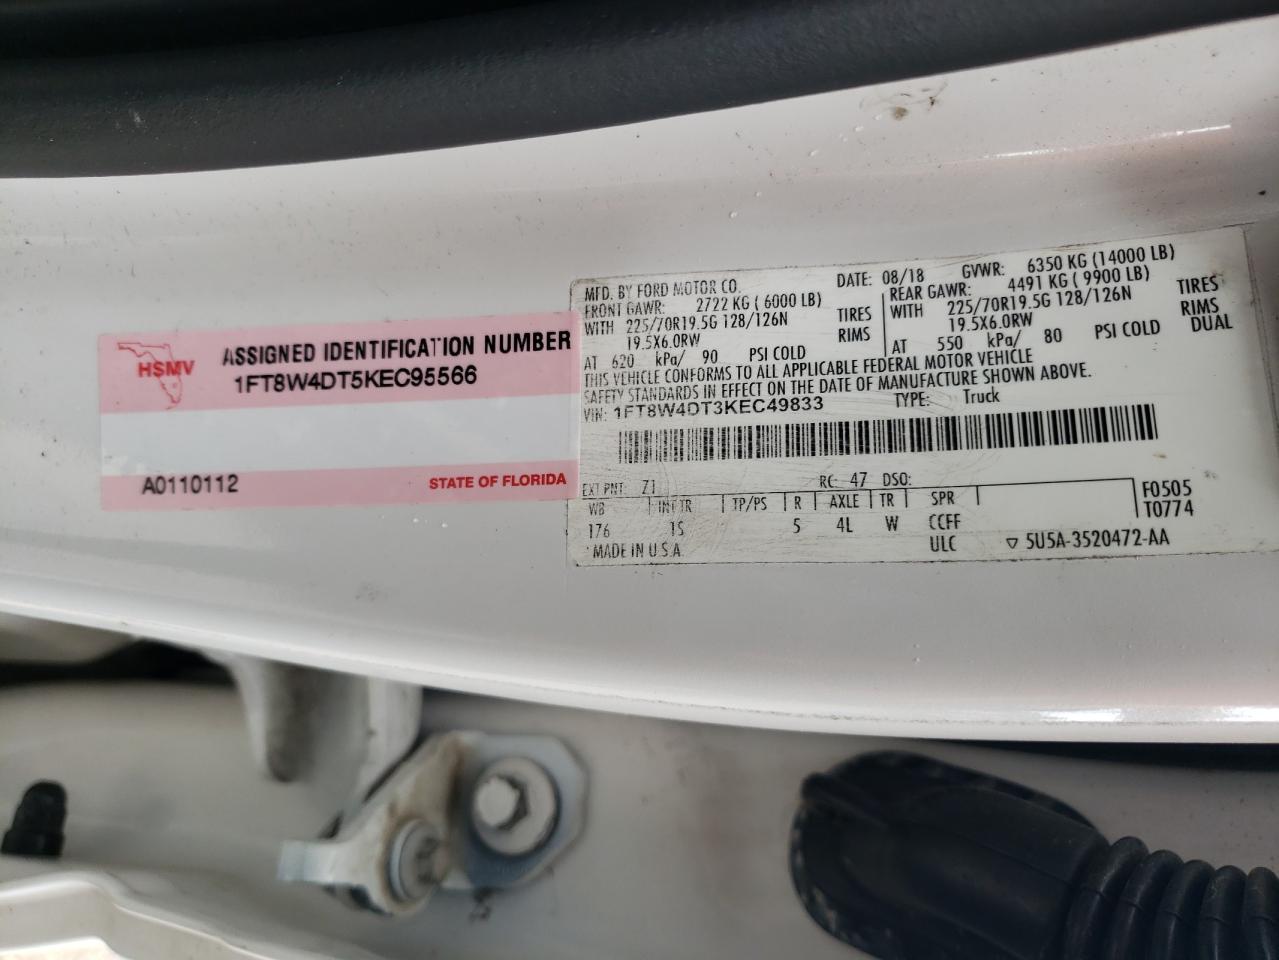 HSMV
ASSIGNED IDENTIFICATION NUMBER
1FT8W4DT5KEC95566
A0110112
STATE OF FLORIDA
MFD. BY FORD MOTOR CO.
DATE: 08/18 GVWR: 6350 KG (14000 LB)
FRONT GAWR: 2722 KG ( 6000 LB)
REAR GAWR: 4491 KG ( 9900 LB)
WITH 225/70R19.5G 128/126N TIRES
WITH 225/70R19.5G 128/126N TIRES
19.5X6.0RW RIMS
19.5X6.0RW RIMS
AT 620 kPa/ 90 PSI COLD
AT 550 kPa/ 80 PSI COLD DUAL
THIS VEHICLE CONFORMS TO ALL APPLICABLE FEDERAL MOTOR VEHICLE
SAFETY STANDARDS IN EFFECT ON THE DATE OF MANUFACTURE SHOWN ABOVE.
VIN: 1FT8W4DT3KEC49833
TYPE: Truck
EXT PNT: Z1 RC: 47 DSO:
F0505
WB INT TR TP/PS R AXLE TR SPR
T0774
176 1S 5 4L W CCFF
MADE IN U.S.A. ULC ▽ 5U5A-3520472-AA